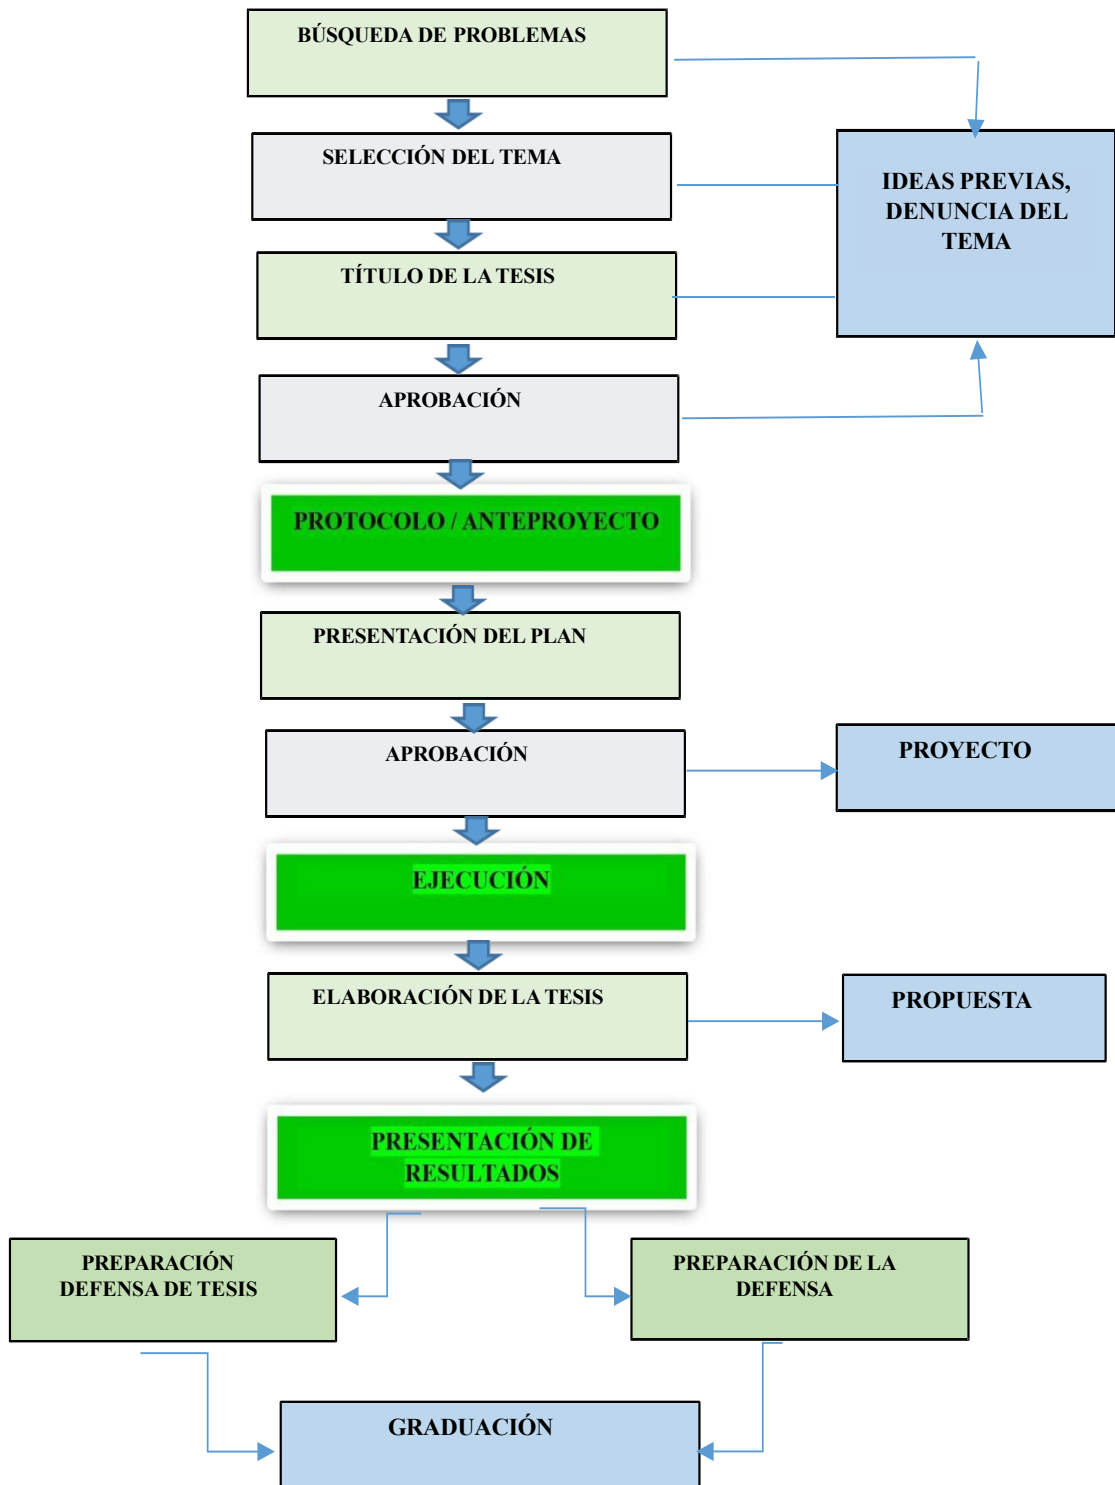 BÚSQUEDA DE PROBLEMAS
SELECCIÓN DEL TEMA
IDEAS PREVIAS,
DENUNCIA DEL
TEMA
TÍTULO DE LA TESIS
APROBACIÓN
PROTOCOLO / ANTEPROYECTO
PRESENTACIÓN DEL PLAN
APROBACIÓN
PROYECTO
EJECUCIÓN
ELABORACIÓN DE LA TESIS
PROPUESTA
PRESENTACIÓN DE
RESULTADOS
PREPARACIÓN
DEFENSA DE TESIS
PREPARACIÓN DE LA
DEFENSA
GRADUACIÓN